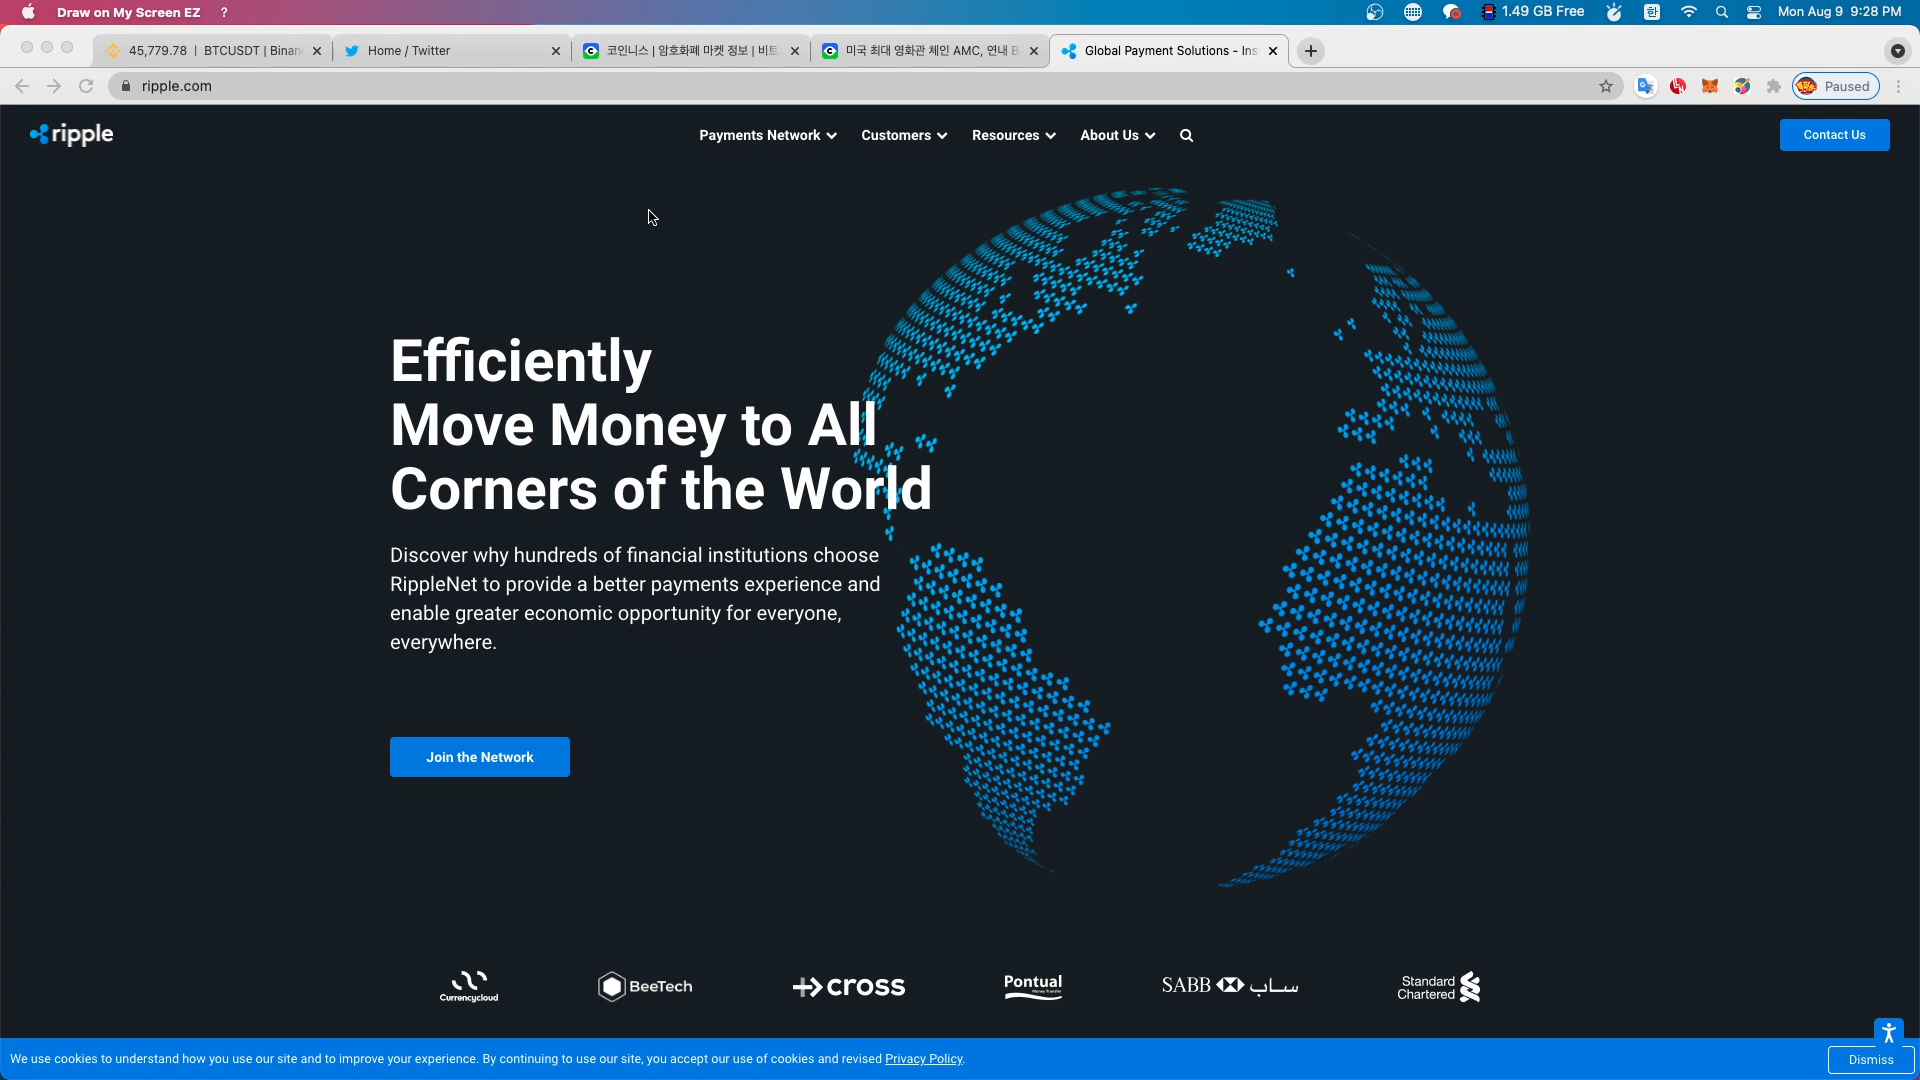 Draw on My Screen EZ ?
1.49 GB Free 한 Mon Aug 9 9:28 PM
45,779.78 | BTCUSDT | Binan
Home / Twitter
코인니스 | 암호화폐 마켓 정보 | 비트
미국 최대 영화관 체인 AMC, 연내 B
Global Payment Solutions - Ins
ripple.com
Paused
ripple
Payments Network
Customers
Resources
About Us
Contact Us
Efficiently
Move Money to All
Corners of the World
Discover why hundreds of financial institutions choose
RippleNet to provide a better payments experience and
enable greater economic opportunity for everyone,
everywhere.
Join the Network
Currencycloud
BeeTech
cross
Pontual
Money Transfer
SABB ساب
Standard
Chartered
We use cookies to understand how you use our site and to improve your experience. By continuing to use our site, you accept our use of cookies and revised Privacy Policy.
Dismiss